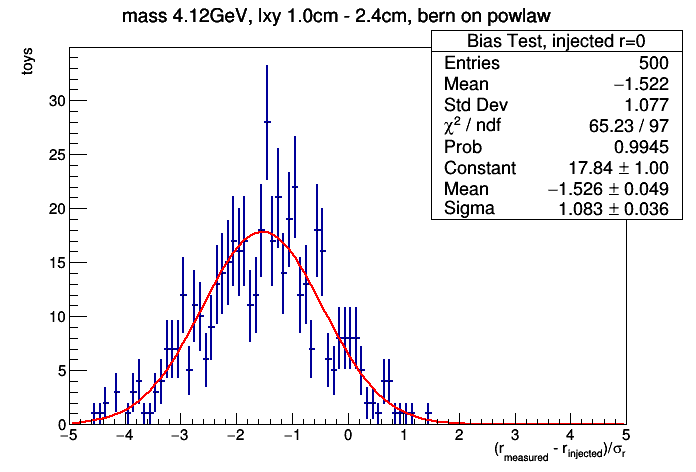 mass 4.12GeV, lxy 1.0cm - 2.4cm, bern on powlaw
Bias Test, injected r=0
Entries 500
Mean −1.522
Std Dev 1.077
χ² / ndf 65.23 / 97
Prob 0.9945
Constant 17.84 ± 1.00
Mean −1.526 ± 0.049
Sigma 1.083 ± 0.036
toys
30
25
20
15
10
5
0
−5 −4 −3 −2 −1 0 1 2 3 4 5
(r_measured - r_injected)/σ_r